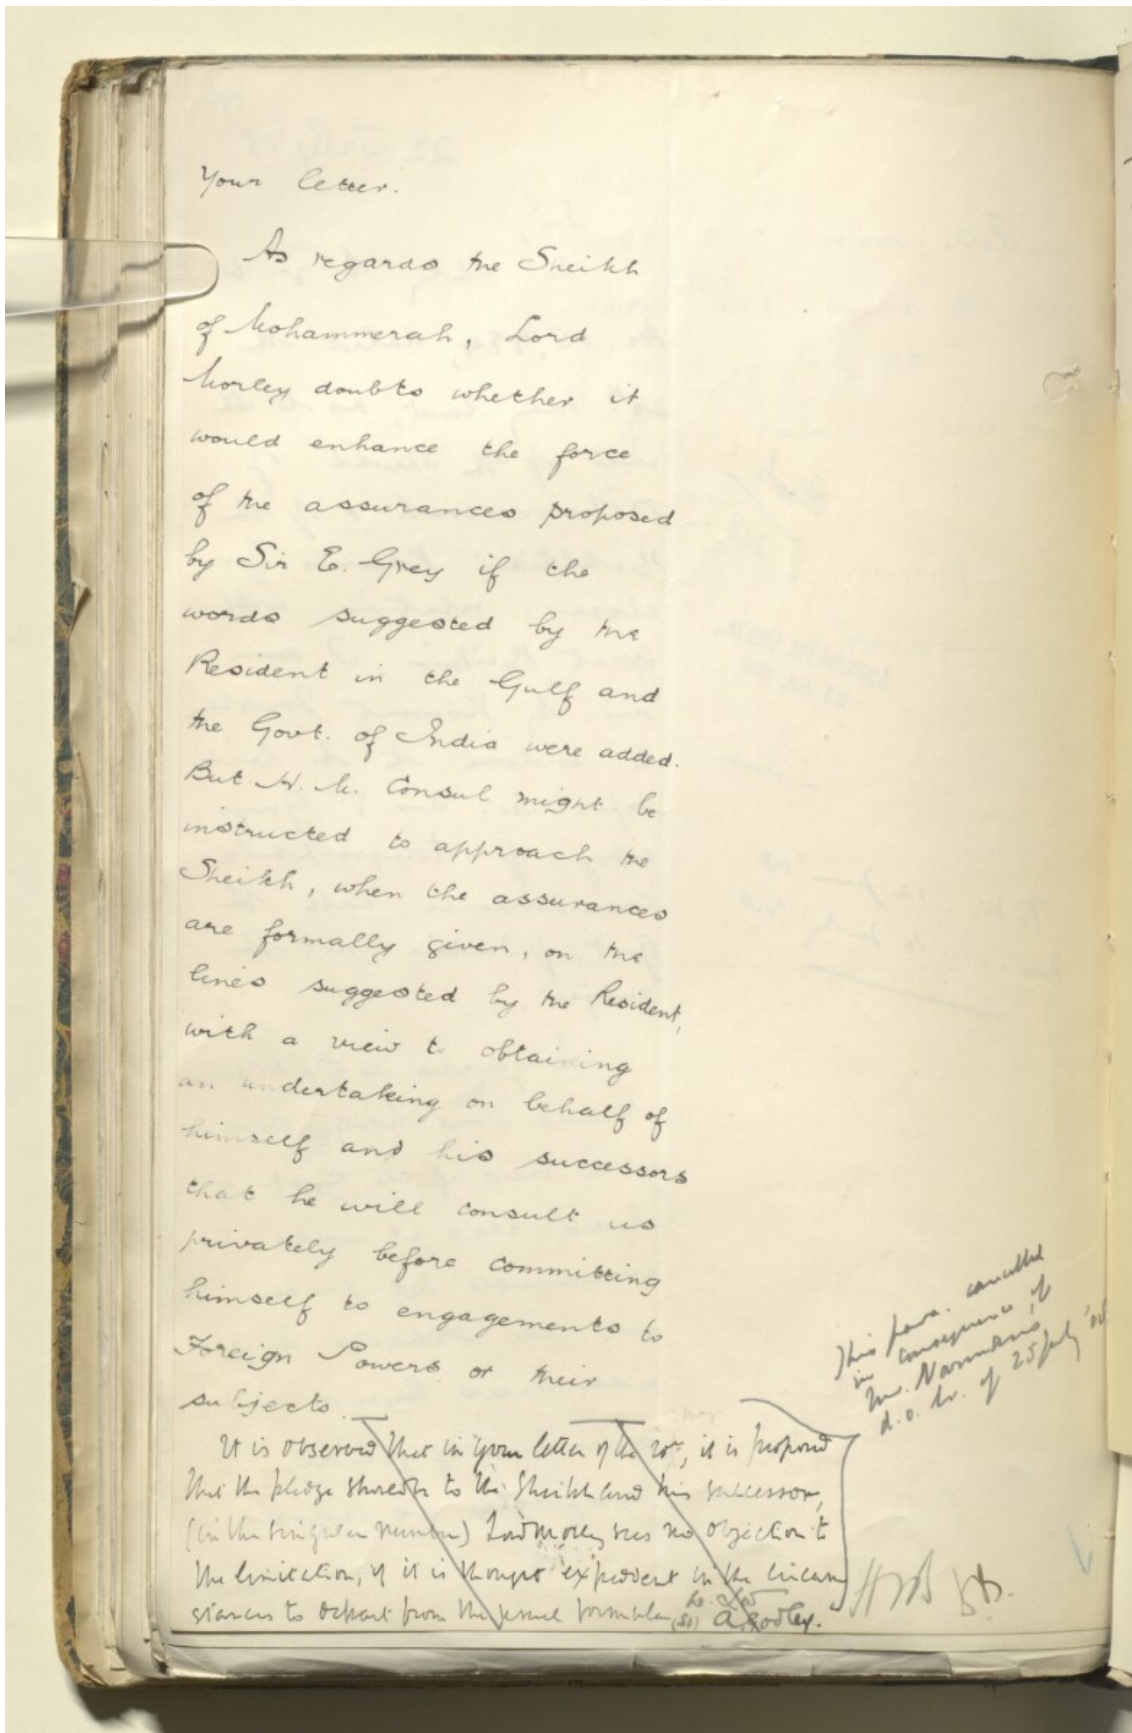 Your letter.
As regards the Sheikh
of Mohammerah, Lord
Morley doubts whether it
would enhance the force
of the assurances proposed
by Sir E. Grey if the
words suggested by the
Resident in the Gulf and
the Govt. of India were added.
But H. M. Consul might be
instructed to approach the
Sheikh, when the assurances
are formally given, on the
lines suggested by the Resident,
with a view to obtaining
an undertaking on behalf of
himself and his successors
that he will consult us
privately before committing
himself to engagements to
Foreign Powers or their
subjects.
This para. cancelled
in consequence of
Mr.
d.o. lr. of 25 July '08
It is observed that in your letter of the 20th, it is proposed
that the pledge should be to the Sheikh and his successor,
(in the singular number) Lord Morley sees no objection to
the limitation, if it is thought expedient in the circum
stances to depart from the usual formula
(Sd) A. Godley.